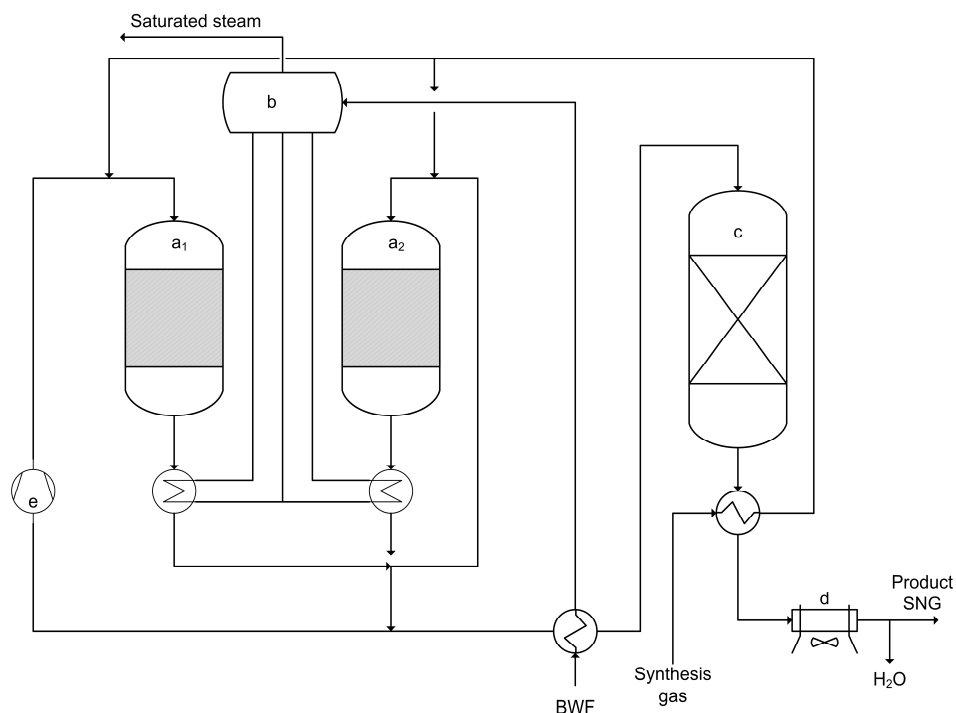 Saturated steam
b
a1
a2
c
e
Product
SNG
d
Synthesis
gas
H2O
BWF